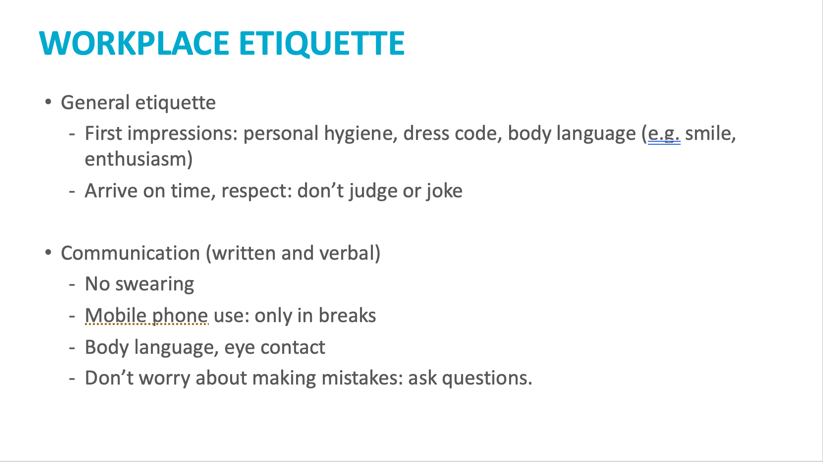 WORKPLACE ETIQUETTE
• General etiquette
- First impressions: personal hygiene, dress code, body language (e.g. smile,
enthusiasm)
- Arrive on time, respect: don’t judge or joke
• Communication (written and verbal)
- No swearing
- Mobile phone use: only in breaks
- Body language, eye contact
- Don’t worry about making mistakes: ask questions.